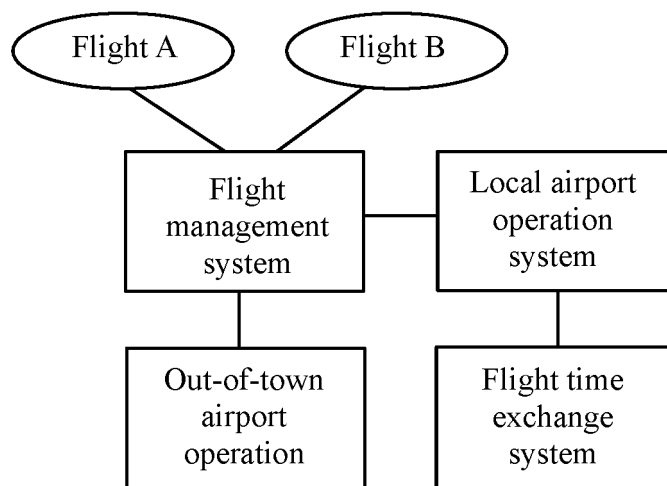 Flight A
Flight B
Flight
management
system
Local airport
operation
system
Out-of-town
airport
operation
Flight time
exchange
system